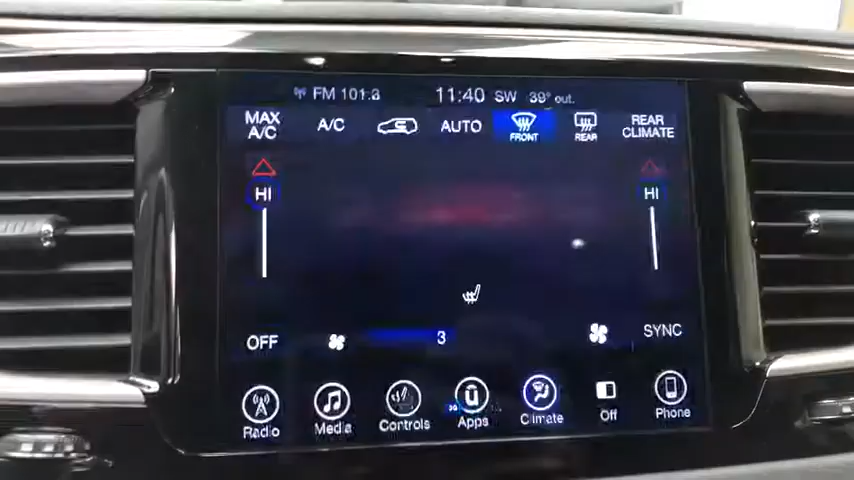 FM 101.3 11:40 SW 39° out.
MAX A/C
A/C
AUTO
FRONT
REAR
REAR CLIMATE
HI
HI
OFF
3
SYNC
Radio
Media
Controls
Apps
Climate
Off
Phone